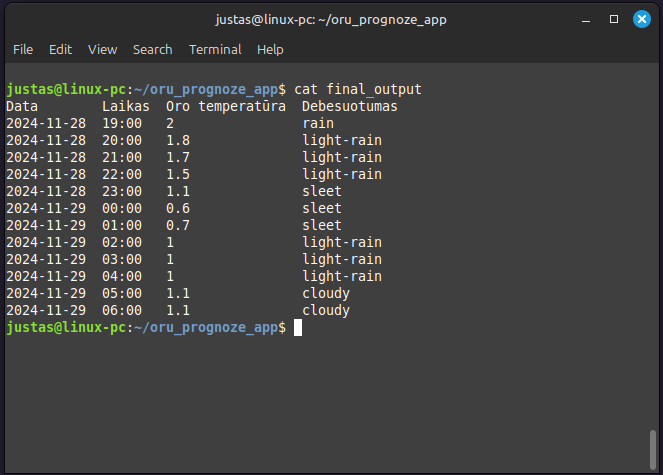 justas@linux-pc: ~/oru_prognoze_app
File Edit View Search Terminal Help
justas@linux-pc:~/oru_prognoze_app$ cat final_output
Data        Laikas  Oro temperatūra  Debesuotumas
2024-11-28  19:00   2                rain
2024-11-28  20:00   1.8              light-rain
2024-11-28  21:00   1.7              light-rain
2024-11-28  22:00   1.5              light-rain
2024-11-28  23:00   1.1              sleet
2024-11-29  00:00   0.6              sleet
2024-11-29  01:00   0.7              sleet
2024-11-29  02:00   1                light-rain
2024-11-29  03:00   1                light-rain
2024-11-29  04:00   1                light-rain
2024-11-29  05:00   1.1              cloudy
2024-11-29  06:00   1.1              cloudy
justas@linux-pc:~/oru_prognoze_app$